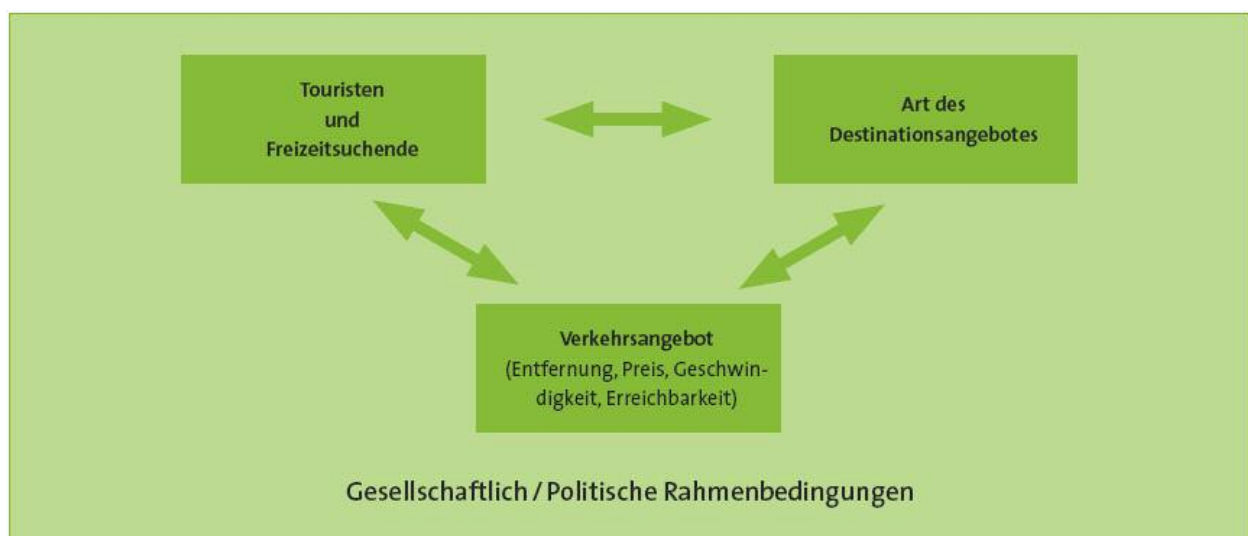 Touristen
und
Freizeitsuchende
Art des
Destinationsangebotes
Verkehrsangebot
(Entfernung, Preis, Geschwin-
digkeit, Erreichbarkeit)
Gesellschaftlich / Politische Rahmenbedingungen